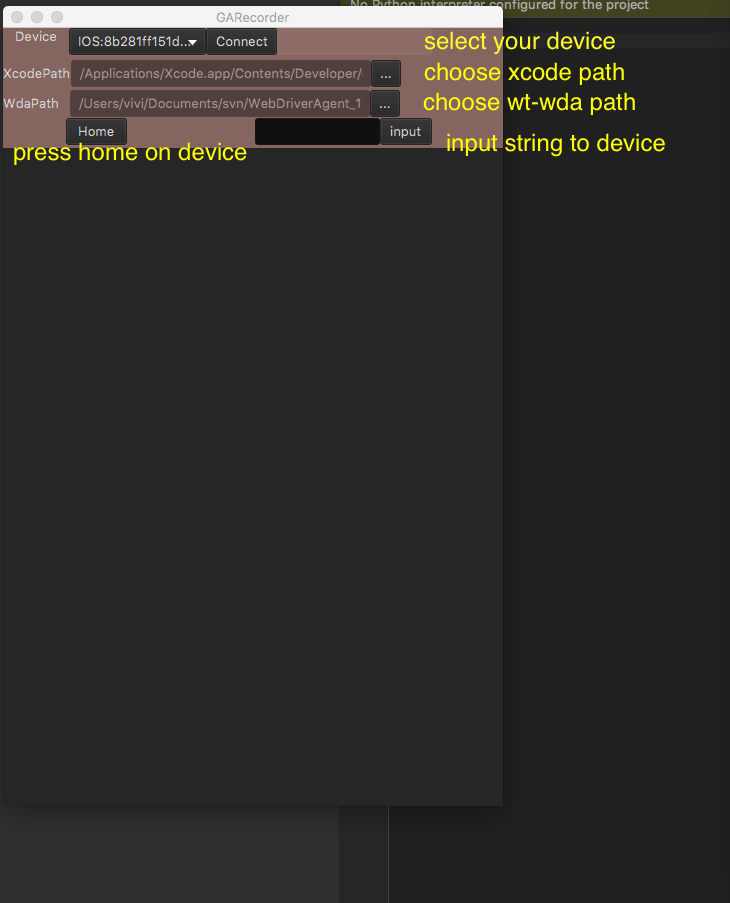 No Python interpreter configured for the project
GARecorder
Device IOS:8b281ff151d... Connect select your device
XcodePath /Applications/Xcode.app/Contents/Developer/ ... choose xcode path
WdaPath /Users/vivi/Documents/svn/WebDriverAgent_1 ... choose wt-wda path
Home input input string to device
press home on device